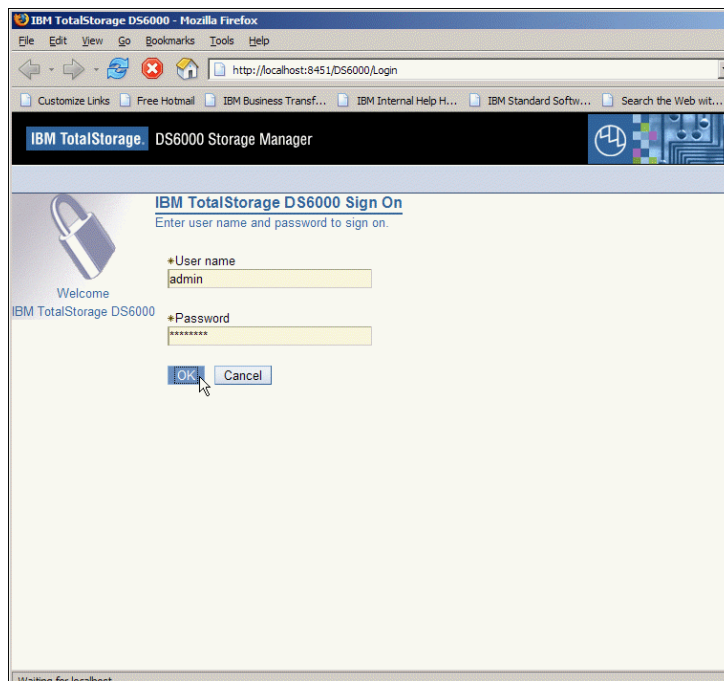 IBM TotalStorage DS6000 - Mozilla Firefox
File Edit View Go Bookmarks Tools Help
http://localhost:8451/DS6000/Login
Customize Links Free Hotmail IBM Business Transf... IBM Internal Help H... IBM Standard Softw... Search the Web wit...
IBM TotalStorage. DS6000 Storage Manager
IBM TotalStorage DS6000 Sign On
Enter user name and password to sign on.
Welcome
IBM TotalStorage DS6000
*User name
admin
*Password
********
OK Cancel
Waiting for localhost